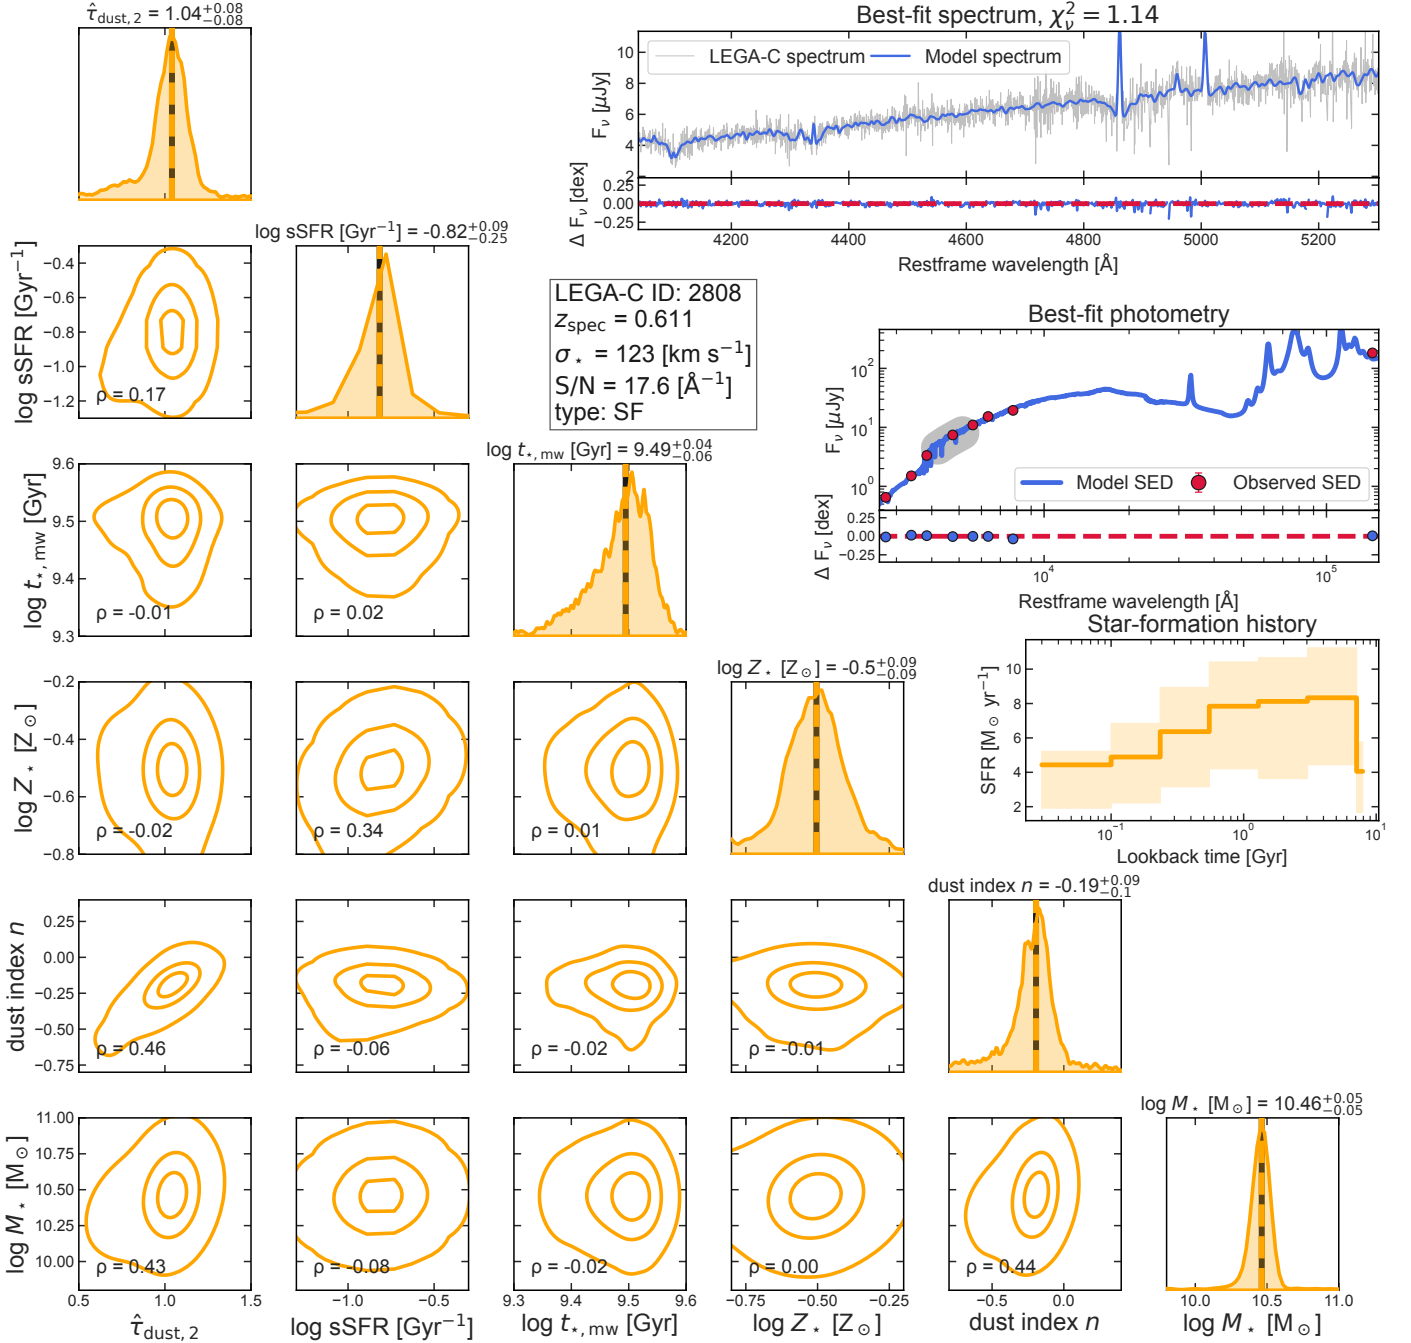 τ̂dust, 2 = 1.04+0.08−0.08
Best-fit spectrum, χ²ν = 1.14
LEGA-C spectrum
Model spectrum
Fν [μJy]
10
8
6
4
2
Δ Fν [dex]
0.25
0.00
−0.25
4200 4400 4600 4800 5000 5200
Restframe wavelength [Å]
log sSFR [Gyr−1] = -0.82+0.09−0.25
log sSFR [Gyr−1]
−0.4
−0.6
−0.8
−1.0
−1.2
ρ = 0.17
LEGA-C ID: 2808
zspec = 0.611
σ⋆ = 123 [km s−1]
S/N = 17.6 [Å−1]
type: SF
Best-fit photometry
Fν [μJy]
10²
10¹
10⁰
Model SED
Observed SED
Δ Fν [dex]
0.25
0.00
−0.25
10⁴ 10⁵
Restframe wavelength [Å]
log t⋆, mw [Gyr] = 9.49+0.04−0.06
log t⋆, mw [Gyr]
9.6
9.5
9.4
9.3
ρ = -0.01
ρ = 0.02
Star-formation history
SFR [M⊙ yr−1]
10
8
6
4
2
10−1 10⁰ 10¹
Lookback time [Gyr]
log Z⋆ [Z⊙] = -0.5+0.09−0.09
log Z⋆ [Z⊙]
−0.2
−0.4
−0.6
−0.8
ρ = -0.02
ρ = 0.34
ρ = 0.01
dust index n = -0.19+0.09−0.1
dust index n
0.25
0.00
−0.25
−0.50
−0.75
ρ = 0.46
ρ = -0.06
ρ = -0.02
ρ = -0.01
log M⋆ [M⊙] = 10.46+0.05−0.05
log M⋆ [M⊙]
11.00
10.75
10.50
10.25
10.00
ρ = 0.43
ρ = -0.08
ρ = -0.02
ρ = 0.00
ρ = 0.44
0.5 1.0 1.5
−1.0 −0.5
9.3 9.4 9.5 9.6
−0.75 −0.50 −0.25
−0.5 0.0
10.0 10.5 11.0
τ̂dust, 2
log sSFR [Gyr−1]
log t⋆, mw [Gyr]
log Z⋆ [Z⊙]
dust index n
log M⋆ [M⊙]